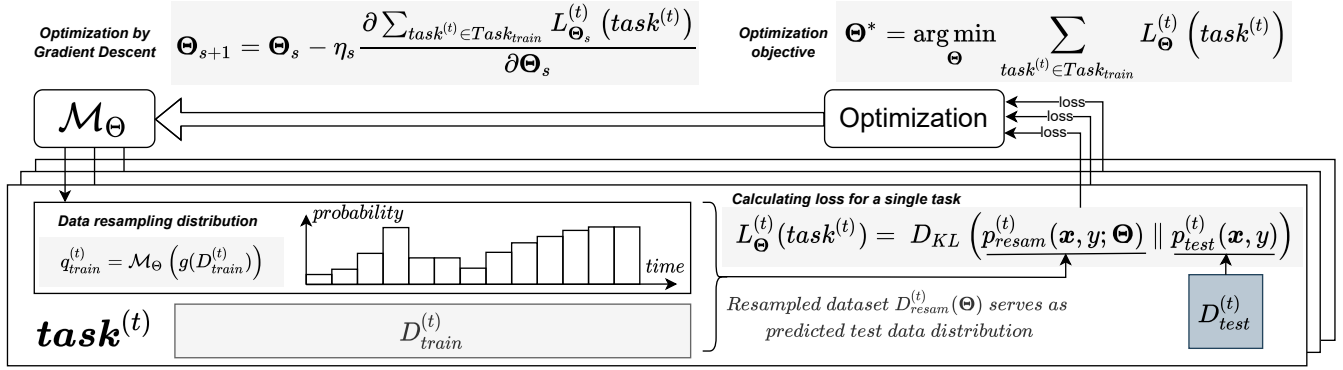 Optimization by
Gradient Descent
Θ_{s+1} = Θ_s − η_s \frac{∂ ∑_{task^{(t)}∈Task_{train}} L^{(t)}_{Θ_s} (task^{(t)})}{∂Θ_s}
Optimization
objective
Θ* = arg min_Θ ∑_{task^{(t)}∈Task_{train}} L^{(t)}_Θ (task^{(t)})
M_Θ
Optimization
loss
loss
loss
Data resampling distribution
q^{(t)}_{train} = M_Θ (g(D^{(t)}_{train}))
probability
time
Calculating loss for a single task
L^{(t)}_Θ(task^{(t)}) = D_{KL} (p^{(t)}_{resam}(x, y; Θ) ∥ p^{(t)}_{test}(x, y))
task^{(t)}
D^{(t)}_{train}
Resampled dataset D^{(t)}_{resam}(Θ) serves as
predicted test data distribution
D^{(t)}_{test}